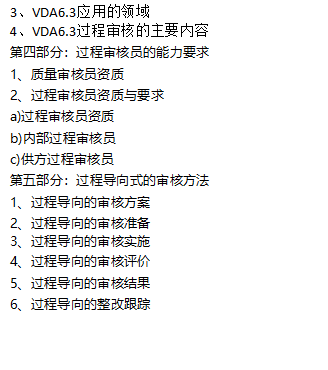 3、VDA6.3应用的领域
4、VDA6.3过程审核的主要内容
第四部分：过程审核员的能力要求
1、质量审核员资质
2、过程审核员资质与要求
a)过程审核员资质
b)内部过程审核员
c)供方过程审核员
第五部分：过程导向式的审核方法
1、过程导向的审核方案
2、过程导向的审核准备
3、过程导向的审核实施
4、过程导向的审核评价
5、过程导向的审核结果
6、过程导向的整改跟踪